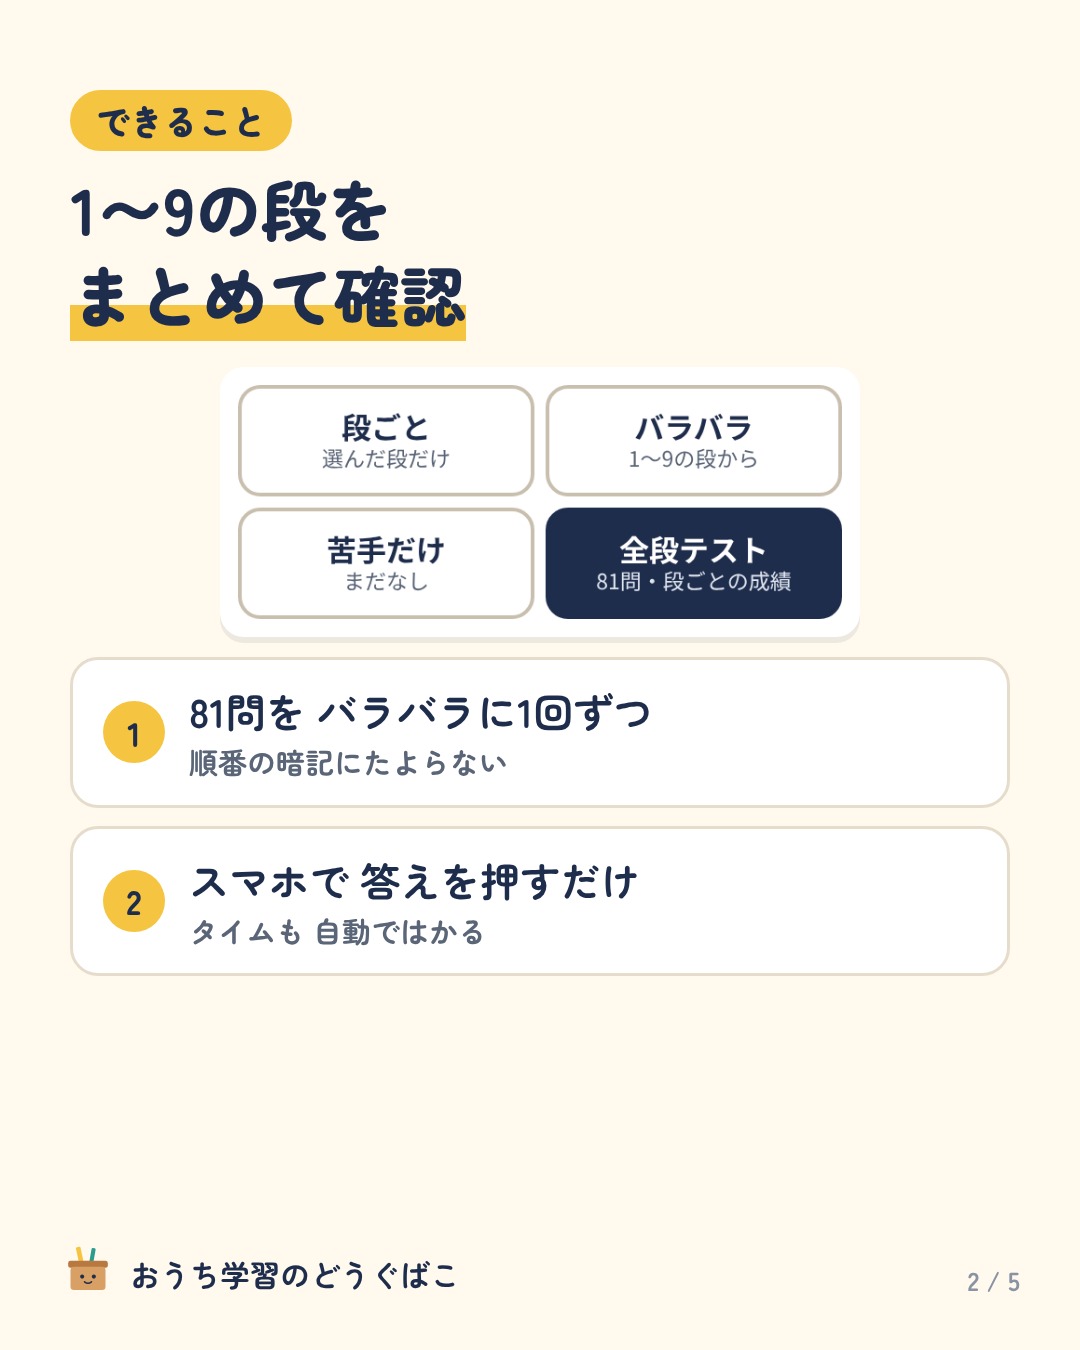 できること
1〜9の段を
まとめて確認
段ごと
選んだ段だけ
バラバラ
1〜9の段から
苦手だけ
まだなし
全段テスト
81問・段ごとの成績
1
81問を バラバラに1回ずつ
順番の暗記にたよらない
2
スマホで 答えを押すだけ
タイムも 自動ではかる
おうち学習のどうぐばこ
2 / 5